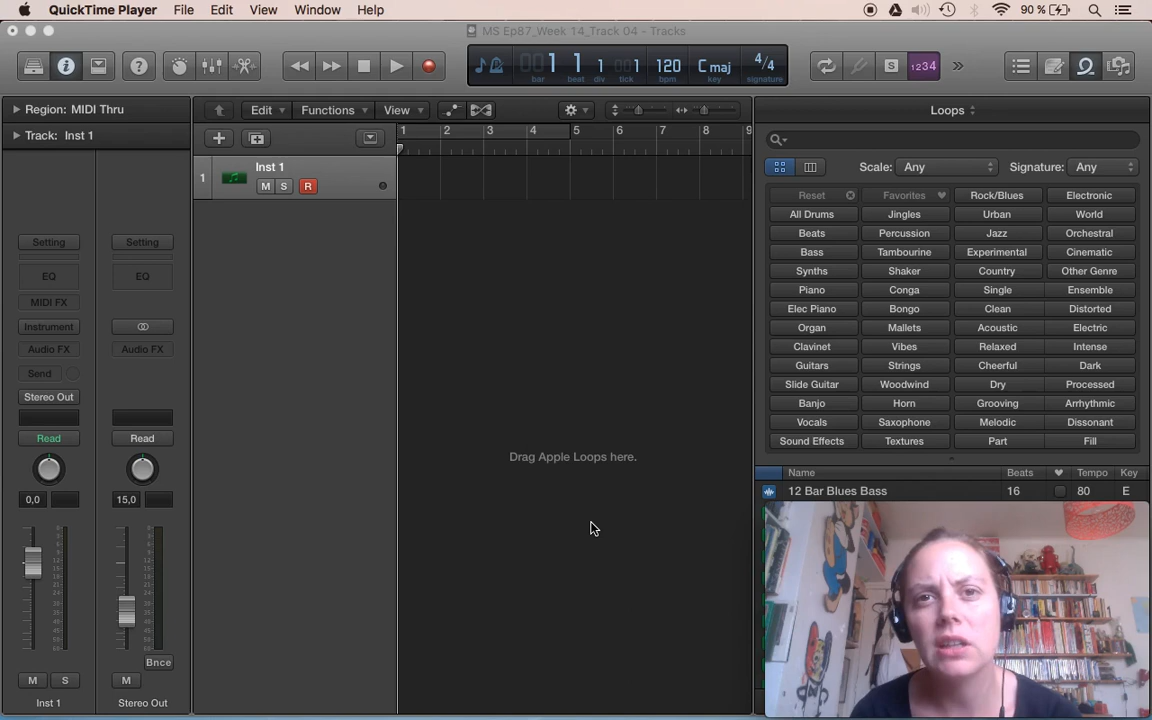 QuickTime Player File Edit View Window Help 90 %
MS Ep87_Week 14_Track 04 - Tracks
001 1 1 1 120 C maj 4/4
bar beat div tick bpm key signature
1234
Region: MIDI Thru
Track: Inst 1
Edit Functions View
Loops
1 2 3 4 5 6 7 8 9
Scale: Any Signature: Any
1 Inst 1
M S R
Reset Favorites Rock/Blues Electronic
All Drums Jingles Urban World
Beats Percussion Jazz Orchestral
Bass Tambourine Experimental Cinematic
Synths Shaker Country Other Genre
Piano Conga Single Ensemble
Elec Piano Bongo Clean Distorted
Organ Mallets Acoustic Electric
Clavinet Vibes Relaxed Intense
Guitars Strings Cheerful Dark
Slide Guitar Woodwind Dry Processed
Banjo Horn Grooving Arrhythmic
Vocals Saxophone Melodic Dissonant
Sound Effects Textures Part Fill
Name Beats Tempo Key
12 Bar Blues Bass 16 80 E
Setting Setting
EQ EQ
MIDI FX
Instrument
Audio FX Audio FX
Send
Stereo Out
Read Read
0,0 15,0
Drag Apple Loops here.
Bnce
M S M
Inst 1 Stereo Out